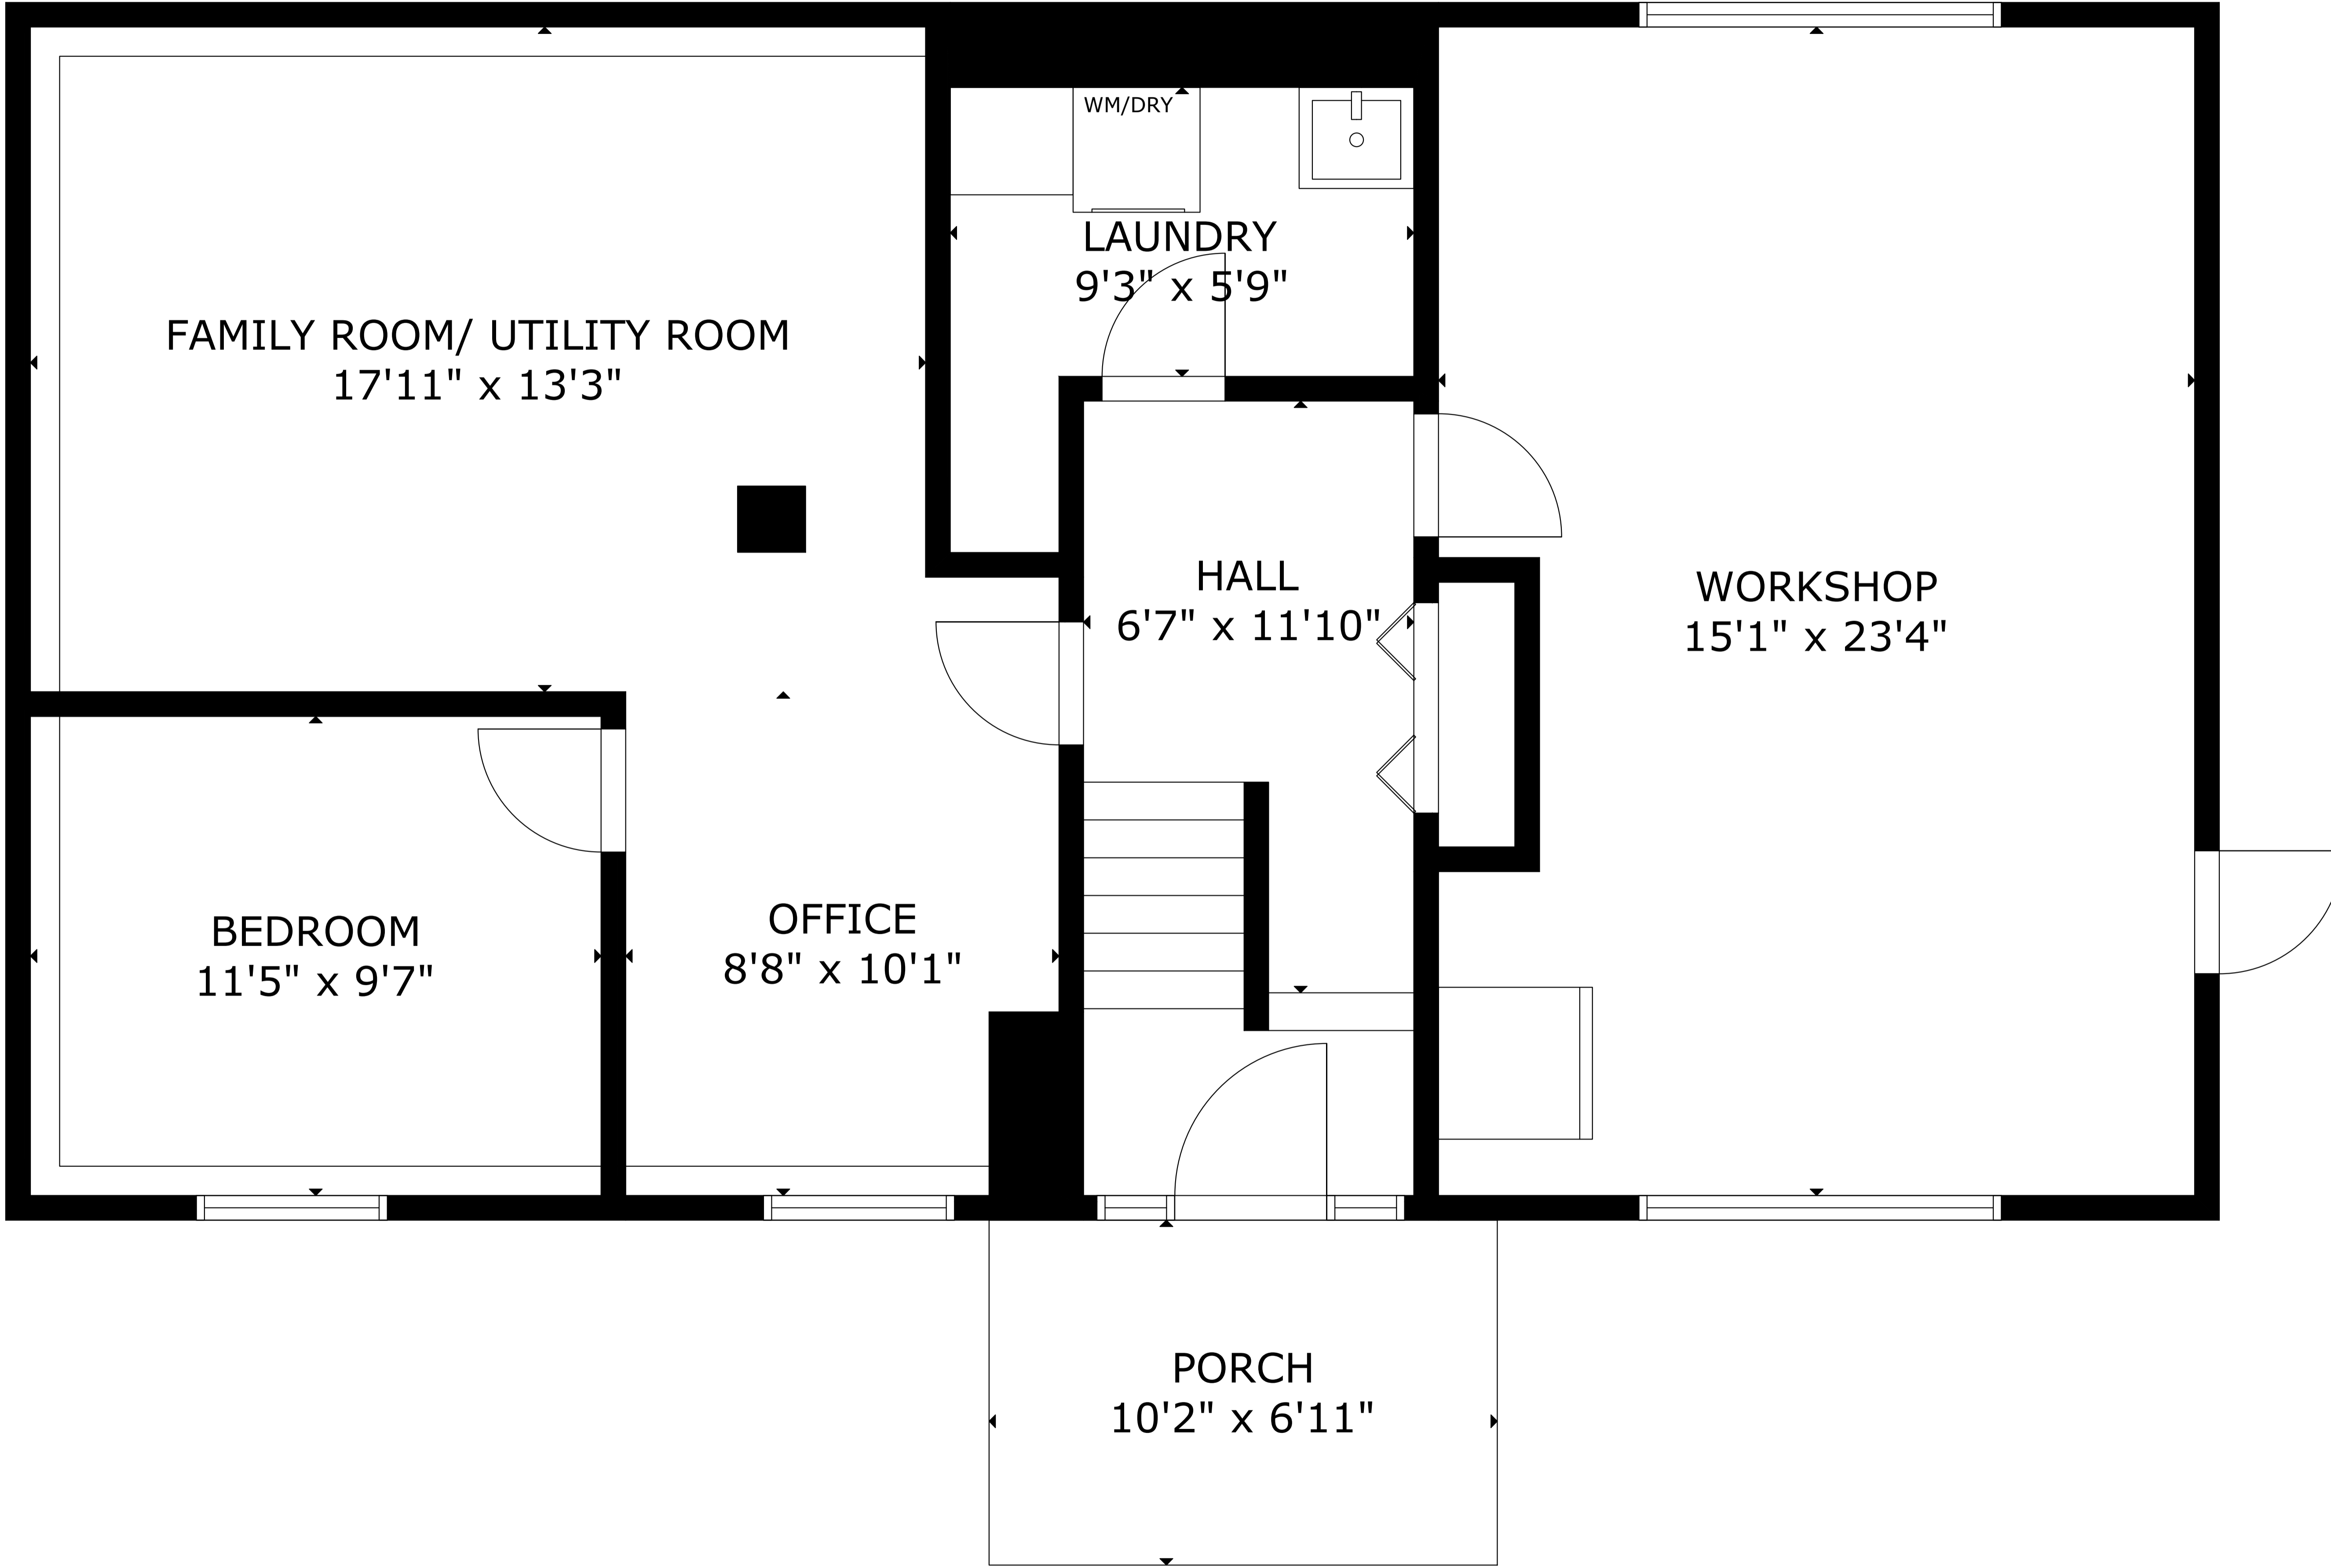 WM/DRY
LAUNDRY
9'3" x 5'9"
FAMILY ROOM/ UTILITY ROOM
17'11" x 13'3"
HALL
6'7" x 11'10"
WORKSHOP
15'1" x 23'4"
BEDROOM
11'5" x 9'7"
OFFICE
8'8" x 10'1"
PORCH
10'2" x 6'11"